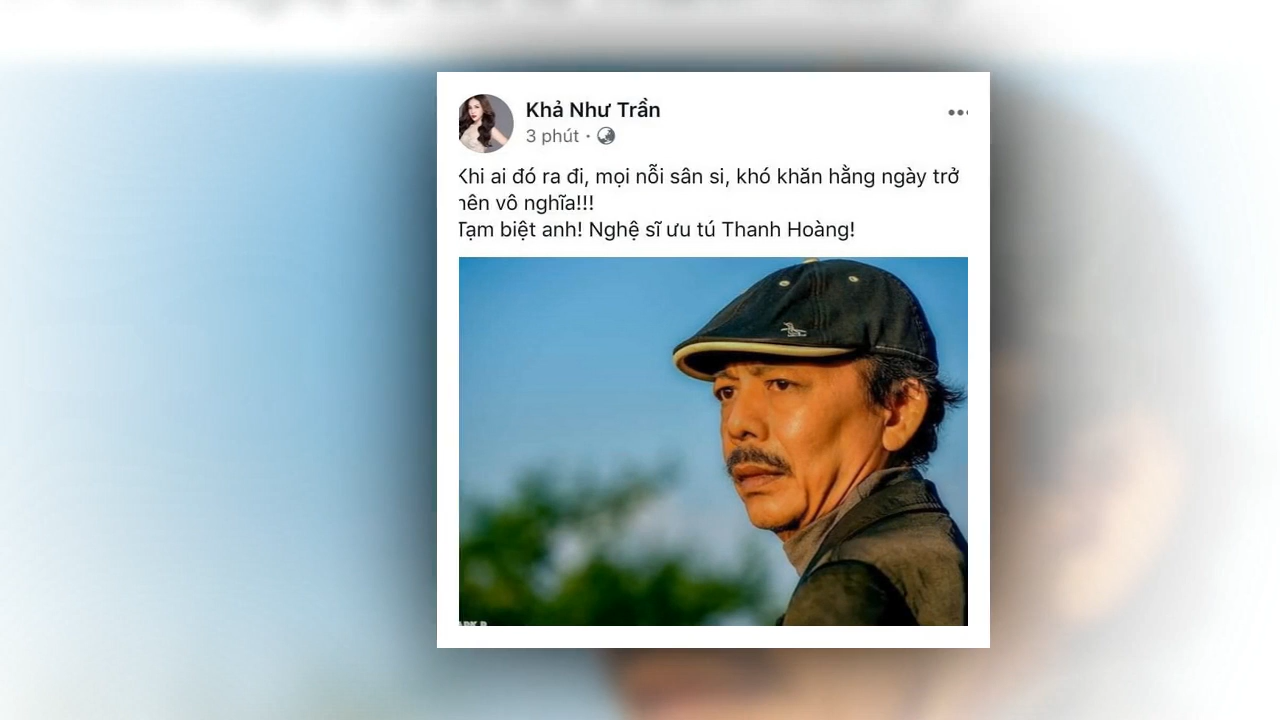 Khả Như Trần
3 phút ·
Khi ai đó ra đi, mọi nỗi sân si, khó khăn hằng ngày trở
nên vô nghĩa!!!
Tạm biệt anh! Nghệ sĩ ưu tú Thanh Hoàng!